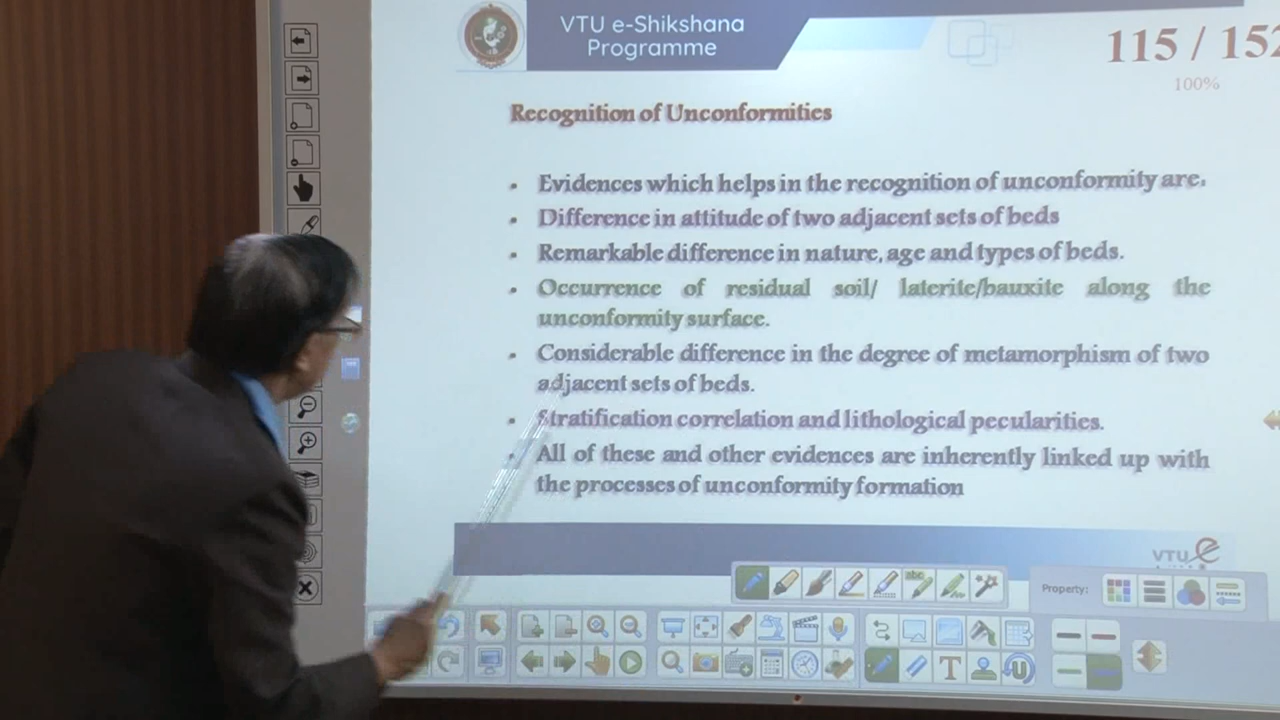 VTU e-Shikshana
Programme
115 / 152
100%
Recognition of Unconformities
• Evidences which helps in the recognition of unconformity are.
• Difference in attitude of two adjacent sets of beds
• Remarkable difference in nature, age and types of beds.
• Occurrence of residual soil/ laterite/bauxite along the
unconformity surface.
• Considerable difference in the degree of metamorphism of two
adjacent sets of beds.
• Stratification correlation and lithological pecularities.
• All of these and other evidences are inherently linked up with
the processes of unconformity formation
VTU e
Property:
abc
T